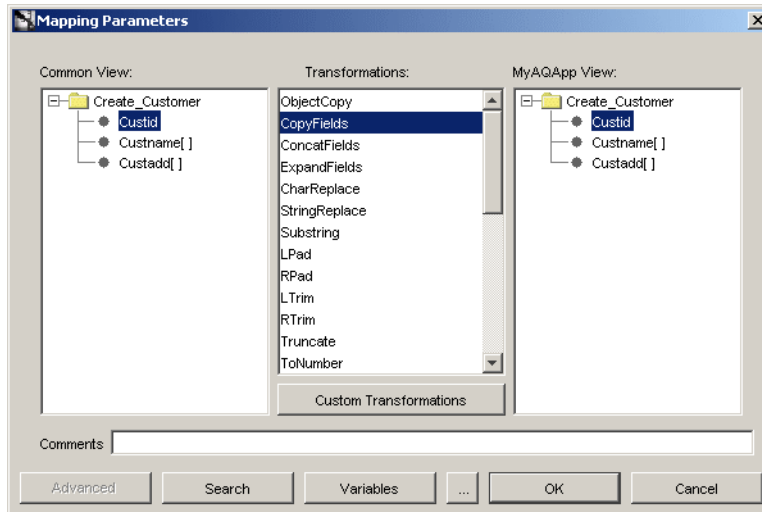 Mapping Parameters
Common View:
Create_Customer
Custid
Custname[ ]
Custadd[ ]
Transformations:
ObjectCopy
CopyFields
ConcatFields
ExpandFields
CharReplace
StringReplace
Substring
LPad
RPad
LTrim
RTrim
Truncate
ToNumber
Custom Transformations
MyAQApp View:
Create_Customer
Custid
Custname[ ]
Custadd[ ]
Comments
Advanced
Search
Variables
...
OK
Cancel